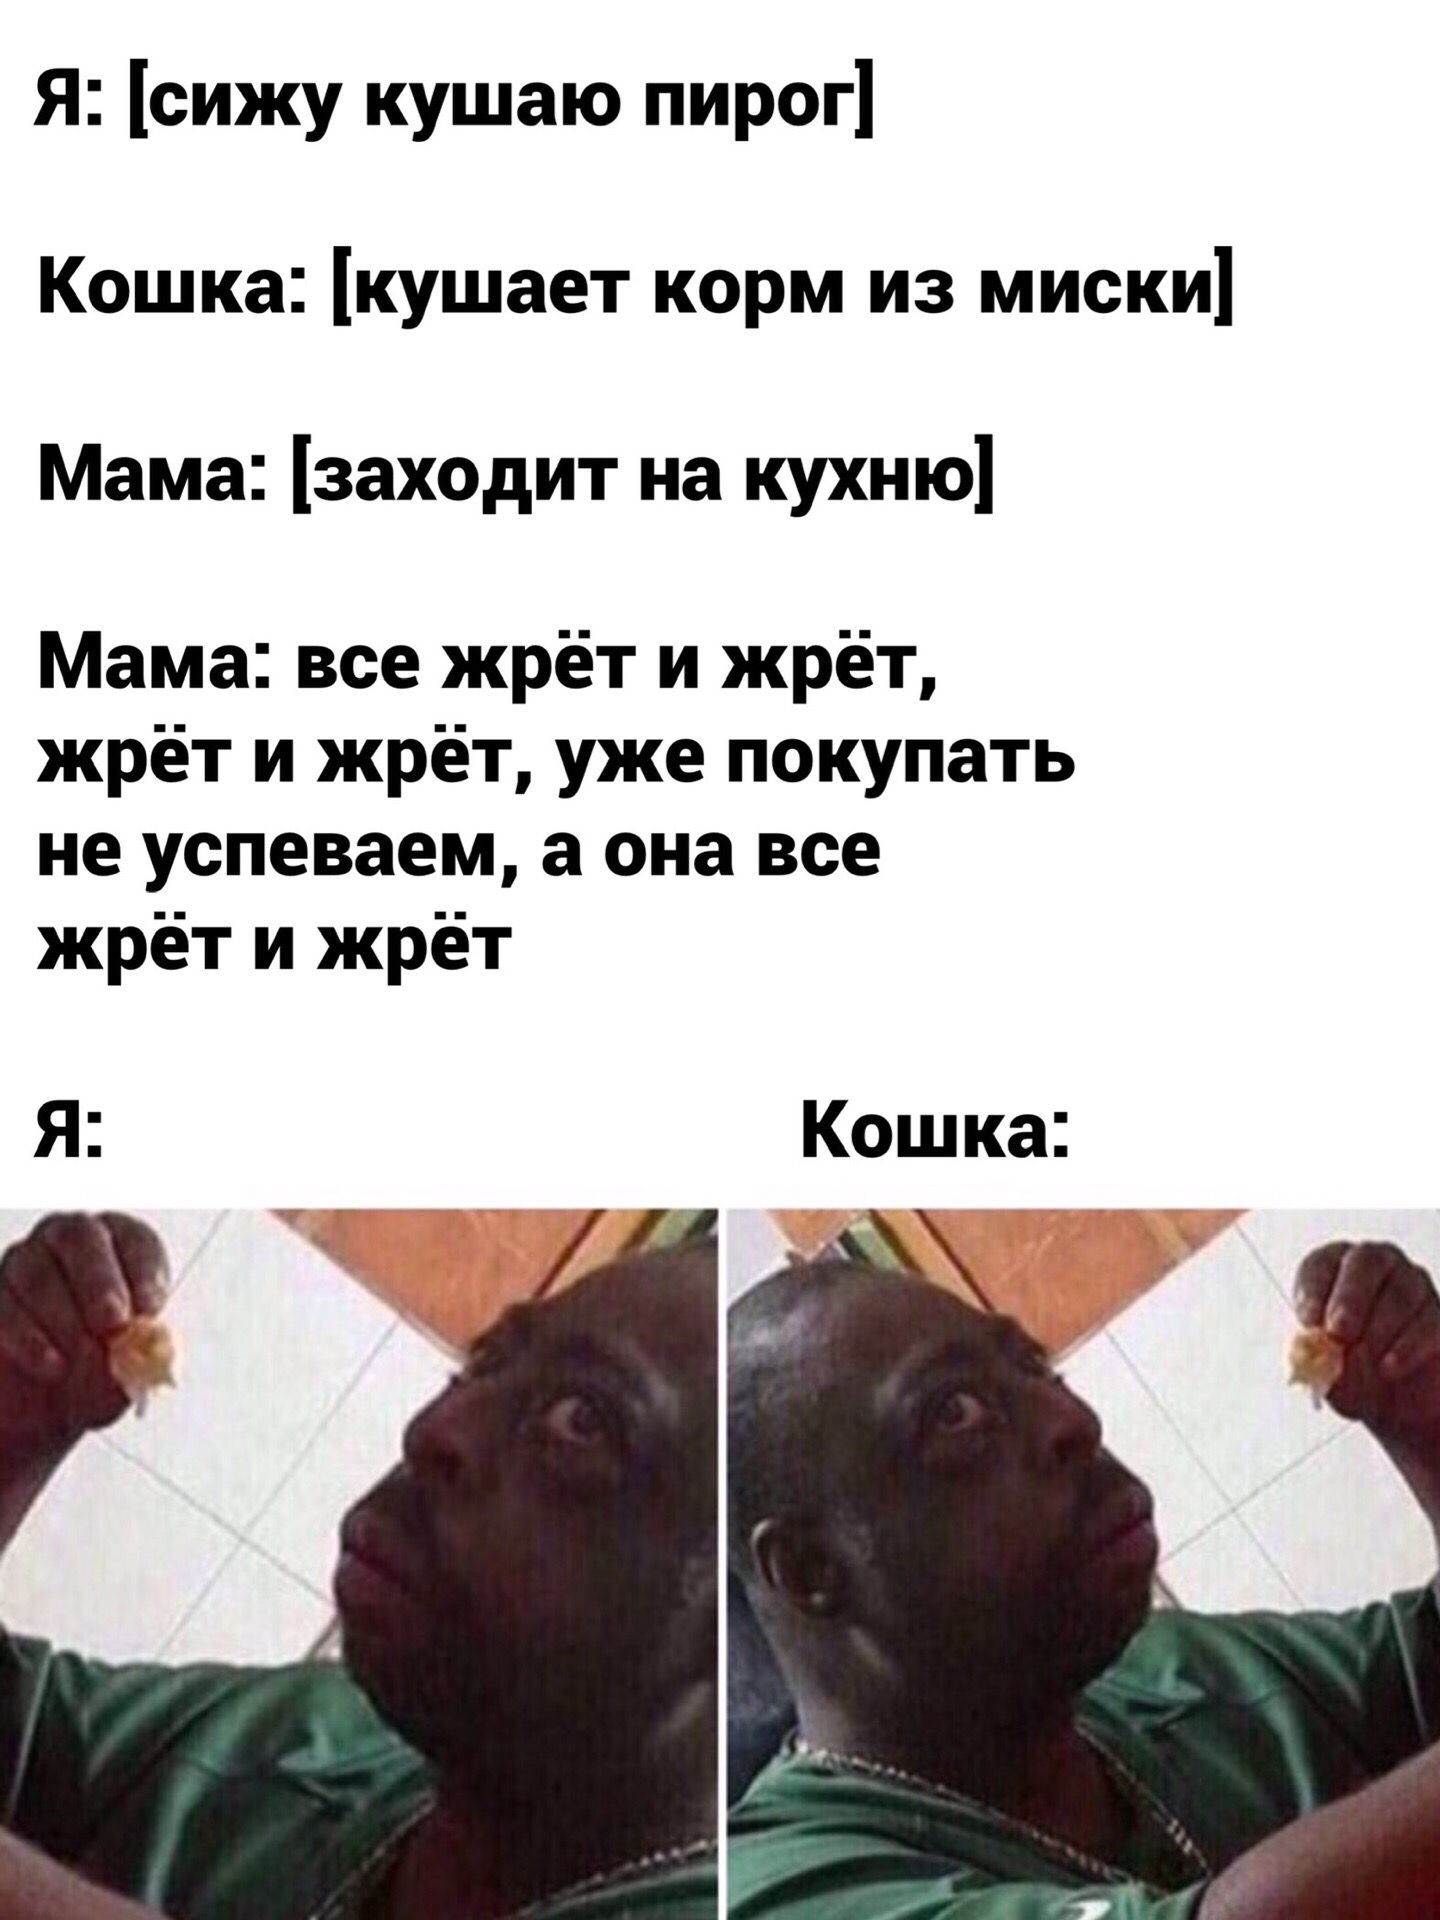 Я: [сижу кушаю пирог]
Кошка: [кушает корм из миски]
Мама: [заходит на кухню]
Мама: все жрёт и жрёт,
жрёт и жрёт, уже покупать
не успеваем, а она все
жрёт и жрёт
Я: Кошка: